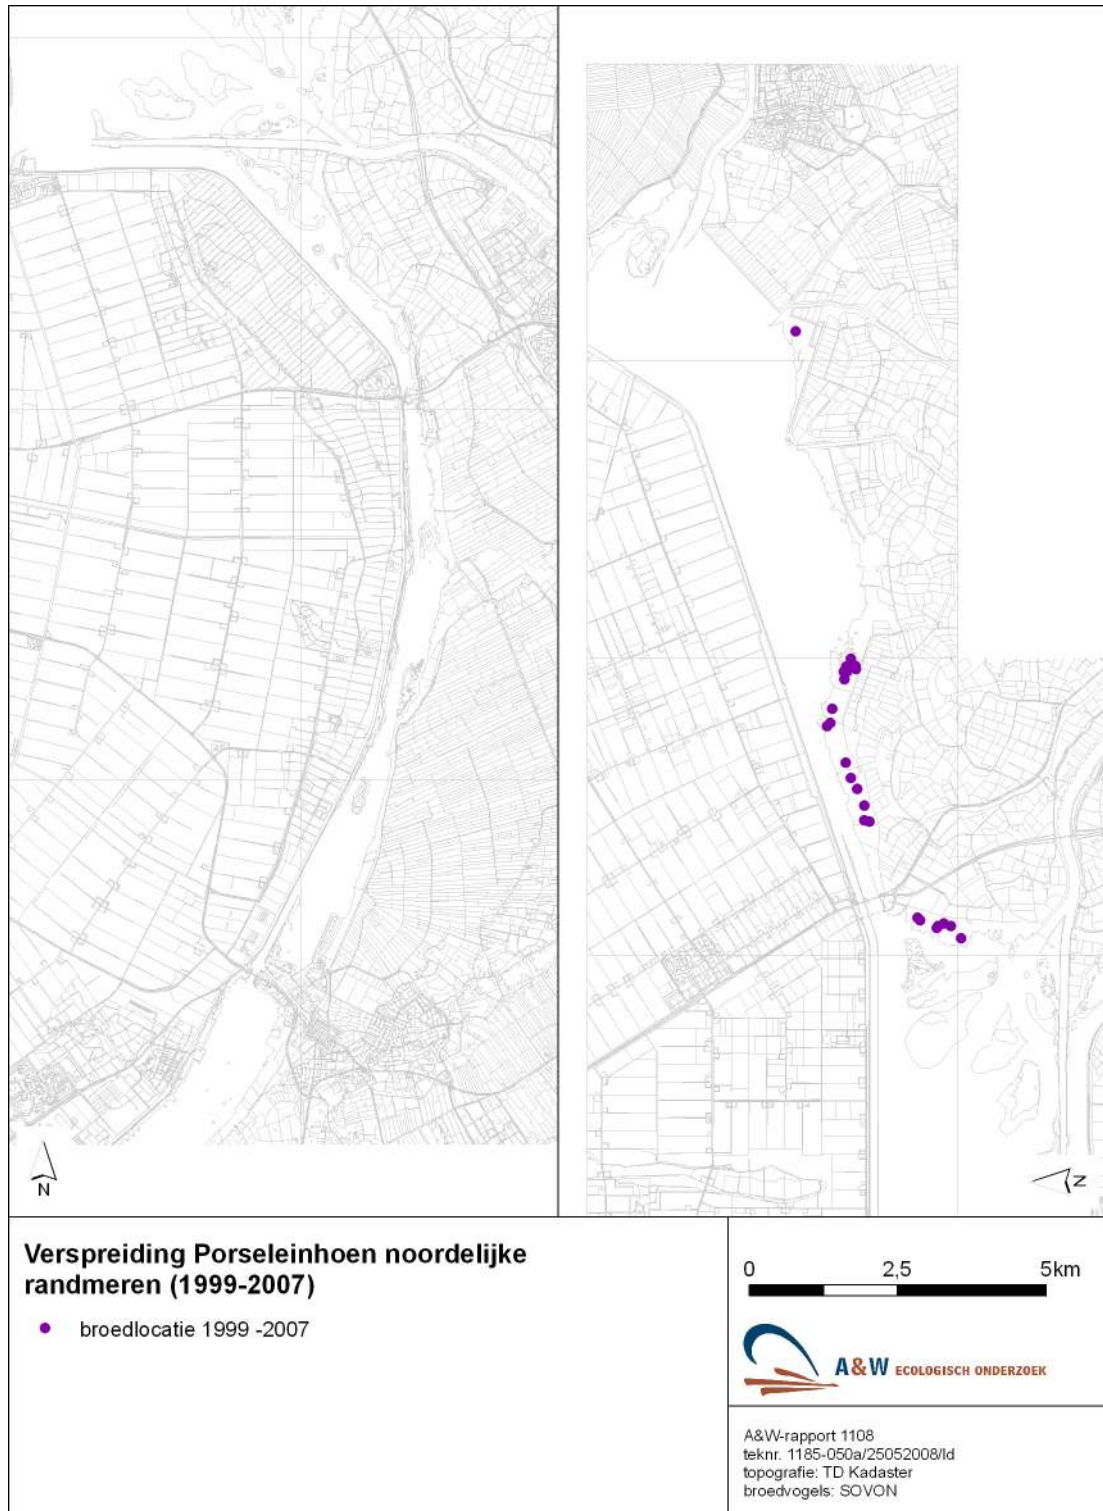 N
N
Verspreiding Porseleinhoen noordelijke
randmeren (1999-2007)
broedlocatie 1999 -2007
0 2,5 5km
A&W ECOLOGISCH ONDERZOEK
A&W-rapport 1108
teknr. 1185-050a/25052008/ld
topografie: TD Kadaster
broedvogels: SOVON